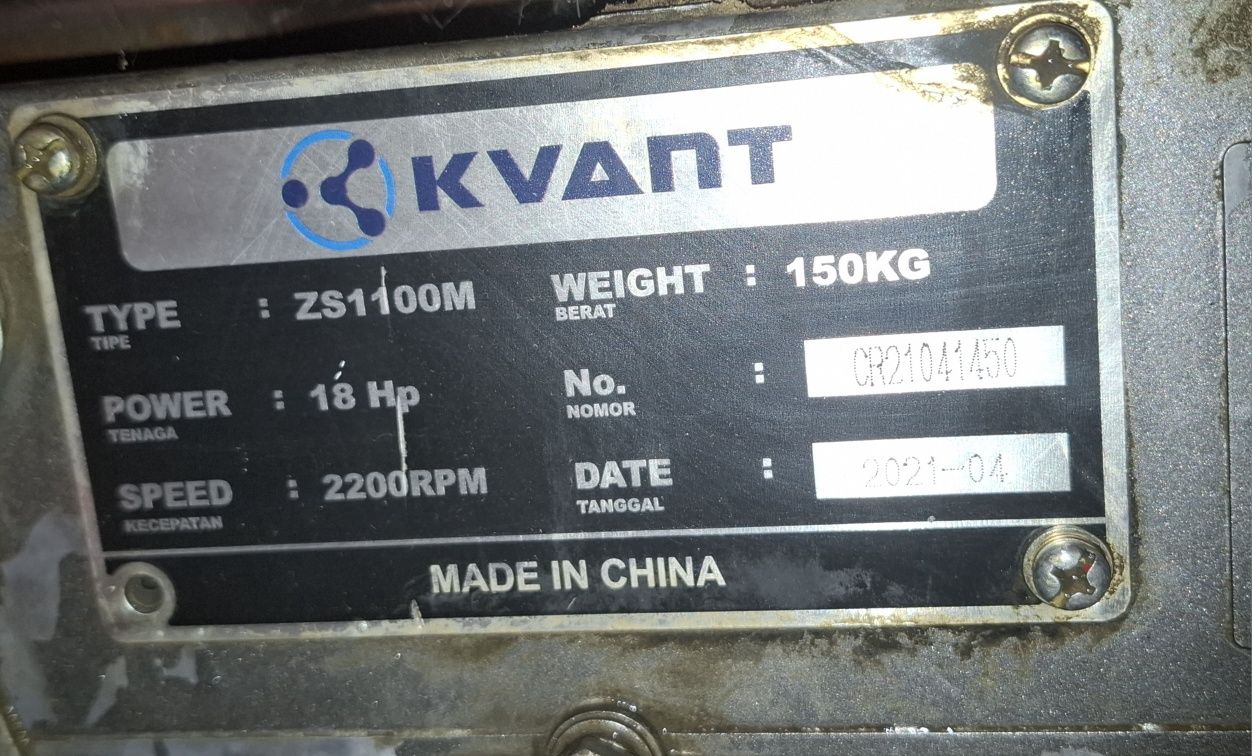 KVANT
TYPE : ZS1100M
TIPE
WEIGHT : 150KG
BERAT
POWER : 18 Hp
TENAGA
No. : CR21041450
NOMOR
SPEED : 2200RPM
KECEPATAN
DATE : 2021-04
TANGGAL
MADE IN CHINA